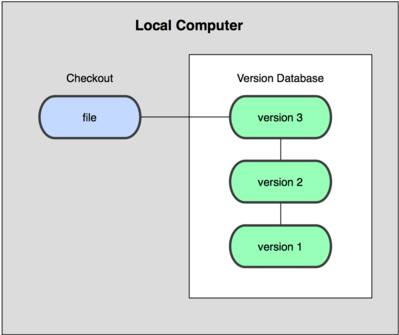 Local Computer
Checkout
Version Database
file
version 3
version 2
version 1